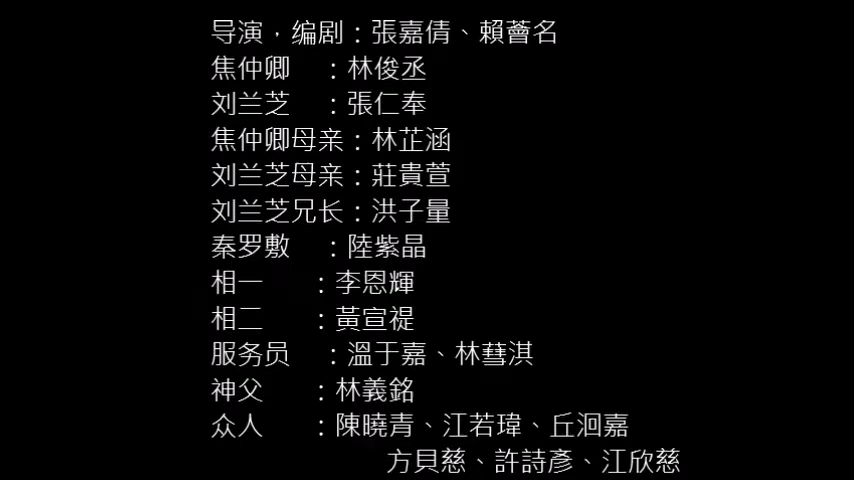 导演，编剧：張嘉倩、賴薈名
焦仲卿　：林俊丞
刘兰芝　：張仁奉
焦仲卿母亲：林芷涵
刘兰芝母亲：莊貴萱
刘兰芝兄长：洪子量
秦罗敷　：陸紫晶
相一　　：李恩輝
相二　　：黃宣禔
服务员　：溫于嘉、林彗淇
神父　　：林義銘
众人　　：陳曉青、江若瑋、丘洄嘉
方貝慈、許詩彥、江欣慈